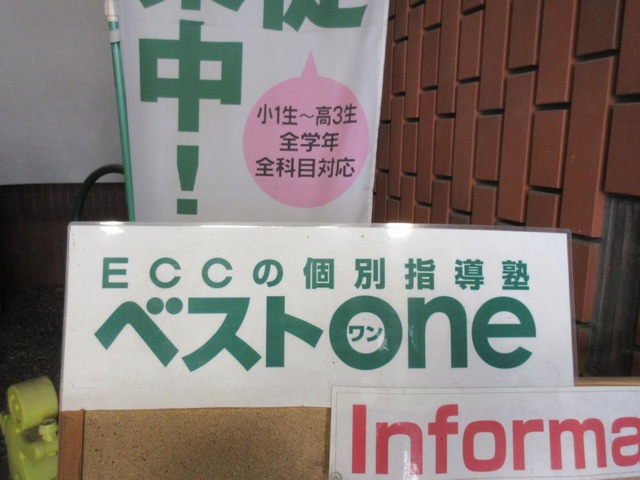 中!
小1生～高3生
全学年
全科目対応
ECCの個別指導塾
ベストone
ワン
Informa